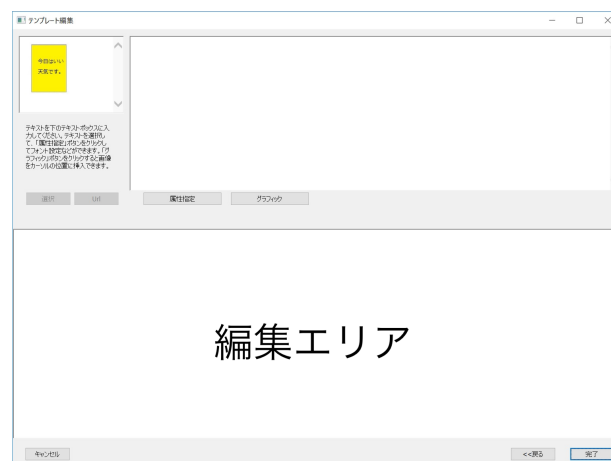 テンプレート編集
今日はいい
天気です。
テキストを下のテキストボックスに入
力してください。テキストを選択し
て、「属性指定」ボタンをクリックし
てフォント設定などができます。「グ
ラフィック」ボタンをクリックすると画像
をカーソルの位置に挿入できます。
選択
Url
属性指定
グラフィック
編集エリア
キャンセル
<<戻る
完了